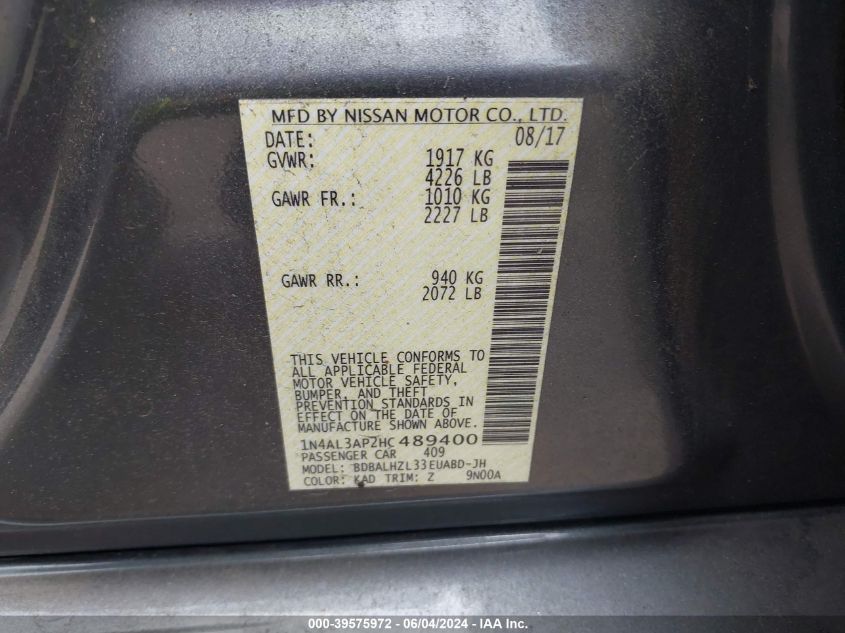 MFD BY NISSAN MOTOR CO., LTD.
DATE: 08/17
GVWR: 1917 KG
4226 LB
GAWR FR.: 1010 KG
2227 LB
GAWR RR.: 940 KG
2072 LB
THIS VEHICLE CONFORMS TO
ALL APPLICABLE FEDERAL
MOTOR VEHICLE SAFETY,
BUMPER, AND THEFT
PREVENTION STANDARDS IN
EFFECT ON THE DATE OF
MANUFACTURE SHOWN ABOVE.
1N4AL3AP2HC489400
PASSENGER CAR 409
MODEL: BDBALHZL33EUABD-JH
COLOR: KAD TRIM: Z 9N00A
000-39575972 - 06/04/2024 - IAAI.COM